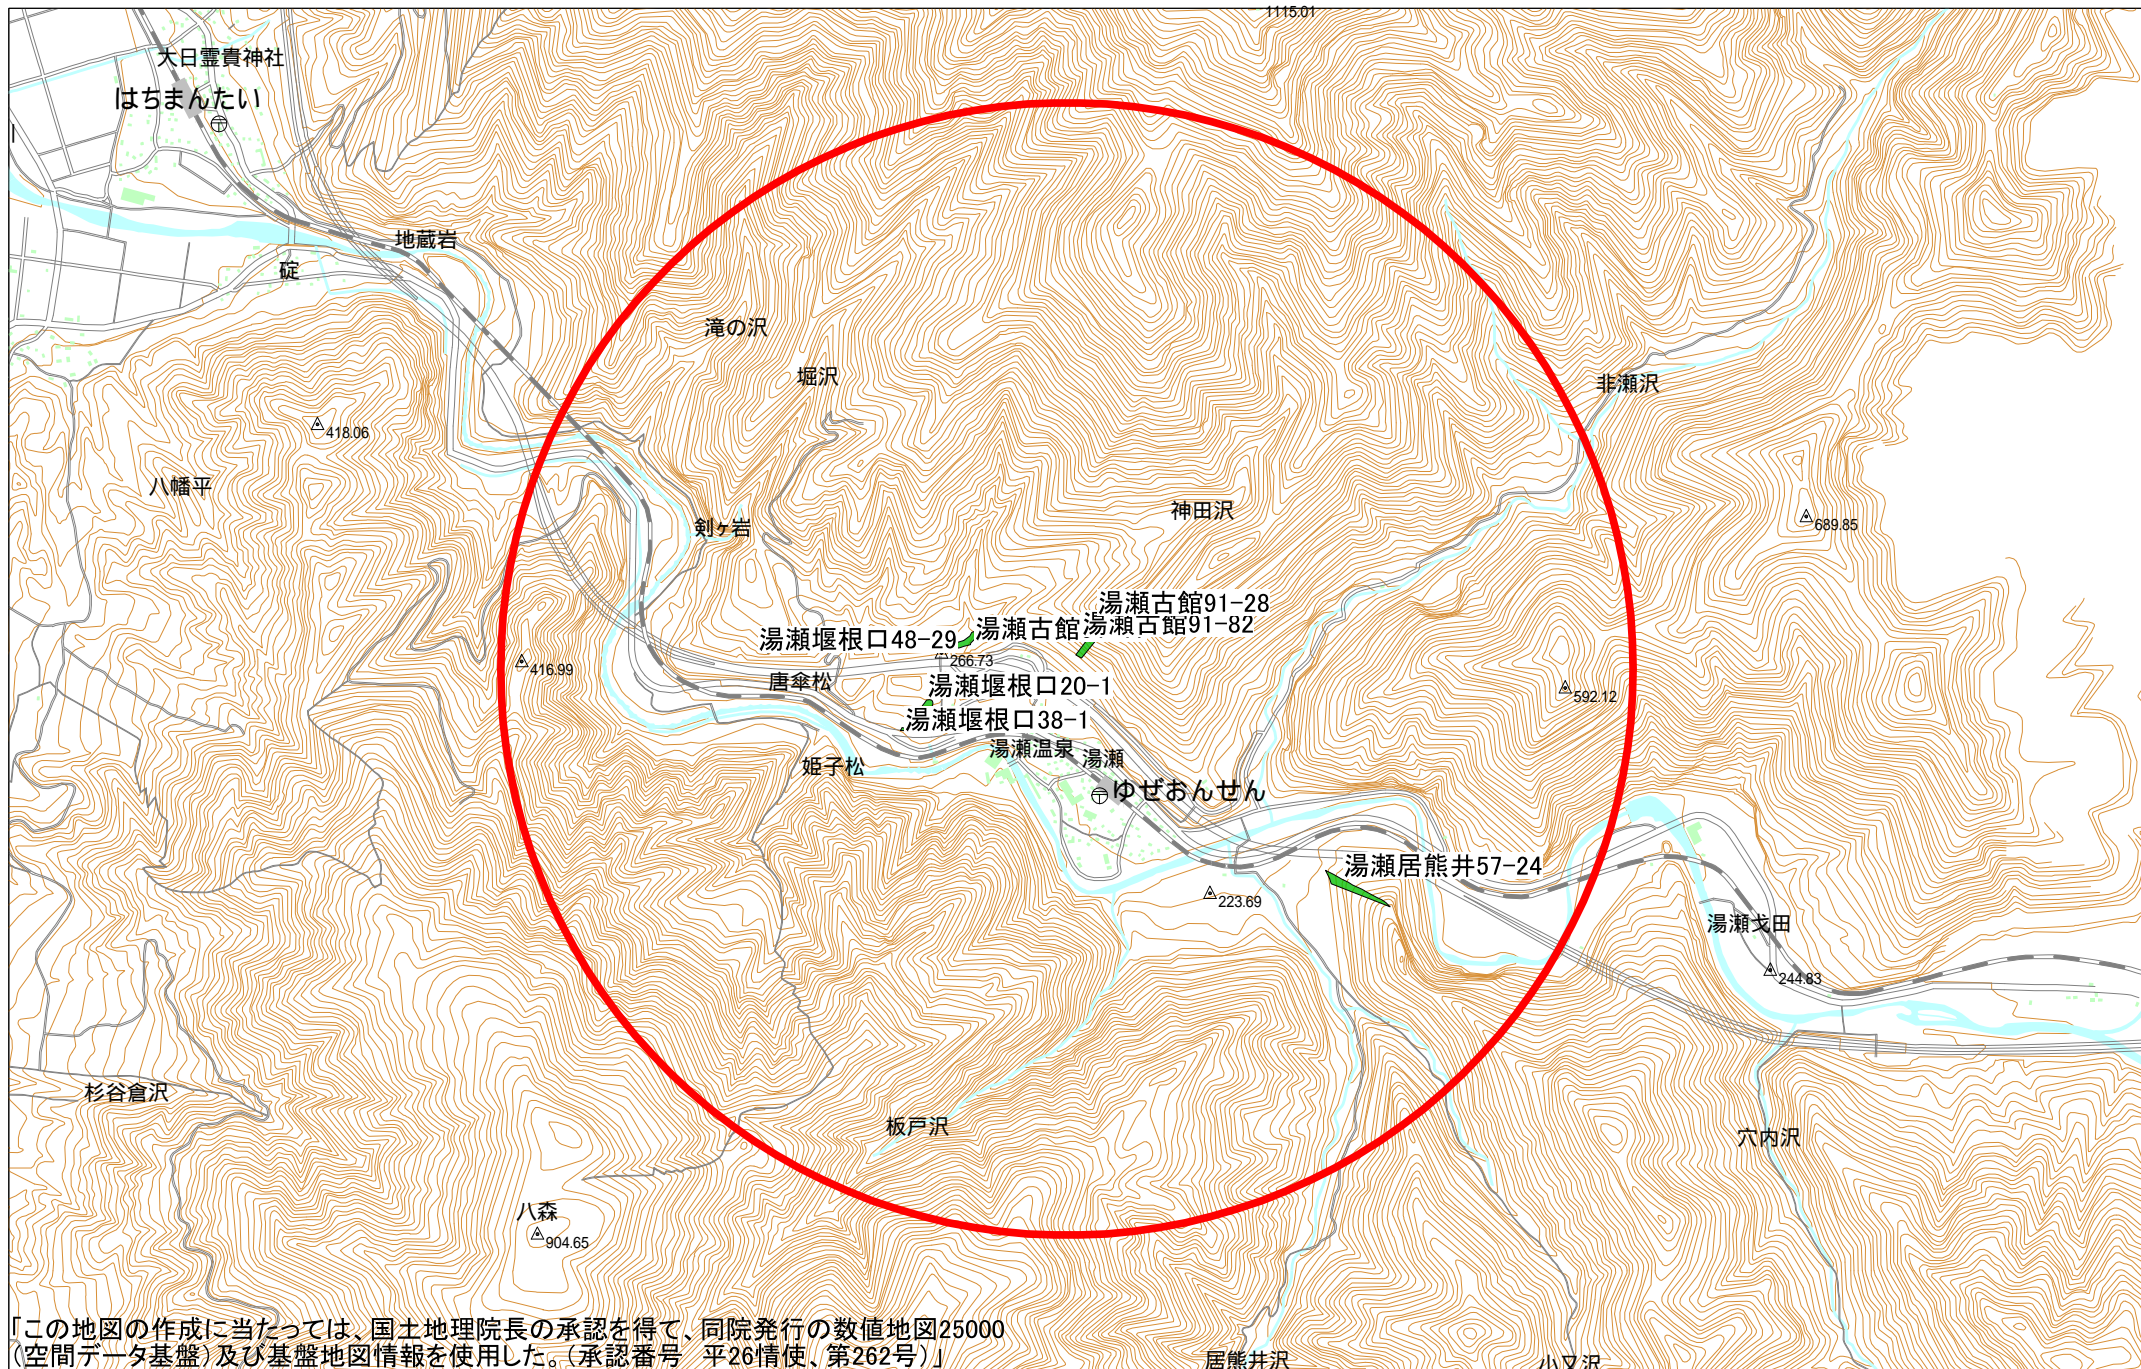 1115.01
大日霊貴神社
はちまんたい
地蔵岩
碇
滝の沢
堀沢
非瀬沢
418.06
八幡平
神田沢
689.85
剣ヶ岩
湯瀬古館91-28
湯瀬古館91-82
湯瀬古館
湯瀬堰根口48-29
266.73
416.99
唐傘松
湯瀬堰根口20-1
592.12
湯瀬堰根口38-1
湯瀬温泉
湯瀬
姫子松
ゆぜおんせん
湯瀬居熊井57-24
223.69
湯瀬戈田
244.83
杉谷倉沢
板戸沢
穴内沢
八森
904.65
「この地図の作成に当たっては、国土地理院長の承認を得て、同院発行の数値地図25000
（空間データ基盤）及び基盤地図情報を使用した。（承認番号　平26情使、第262号）」
居熊井沢
小又沢